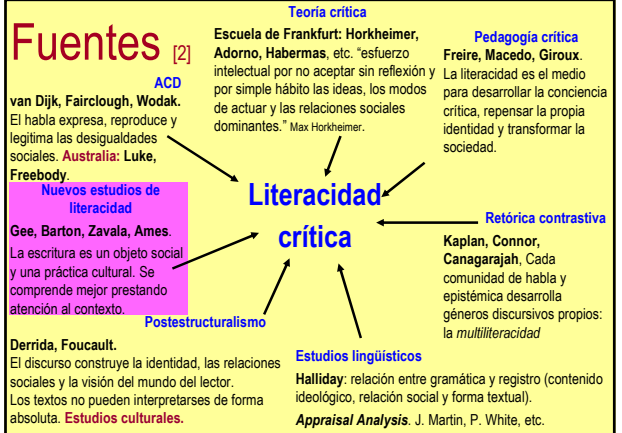 Fuentes [2]
Teoría crítica
Escuela de Frankfurt: Horkheimer,
Adorno, Habermas, etc. “esfuerzo
intelectual por no aceptar sin reflexión y
por simple hábito las ideas, los modos
de actuar y las relaciones sociales
dominantes.” Max Horkheimer.
Pedagogía crítica
Freire, Macedo, Giroux.
La literacidad es el medio
para desarrollar la conciencia
crítica, repensar la propia
identidad y transformar la
sociedad.
ACD
van Dijk, Fairclough, Wodak.
El habla expresa, reproduce y
legitima las desigualdades
sociales. Australia: Luke,
Freebody.
Nuevos estudios de
literacidad
Gee, Barton, Zavala, Ames.
La escritura es un objeto social
y una práctica cultural. Se
comprende mejor prestando
atención al contexto.
Literacidad
crítica
Retórica contrastiva
Kaplan, Connor,
Canagarajah, Cada
comunidad de habla y
epistémica desarrolla
géneros discursivos propios:
la multiliteracidad
Postestructuralismo
Derrida, Foucault.
El discurso construye la identidad, las relaciones
sociales y la visión del mundo del lector.
Los textos no pueden interpretarses de forma
absoluta. Estudios culturales.
Estudios lingüísticos
Halliday: relación entre gramática y registro (contenido
ideológico, relación social y forma textual).
Appraisal Analysis. J. Martin, P. White, etc.